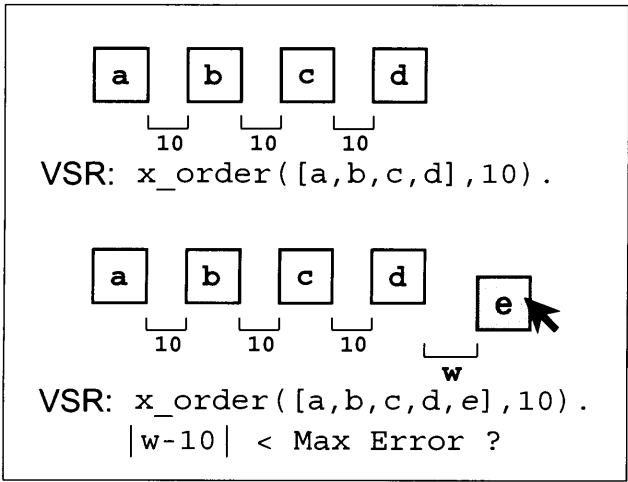 a b c d
10 10 10
VSR: x_order([a,b,c,d],10).
a b c d
e
10 10 10
w
VSR: x_order([a,b,c,d,e],10).
|w-10| < Max Error ?